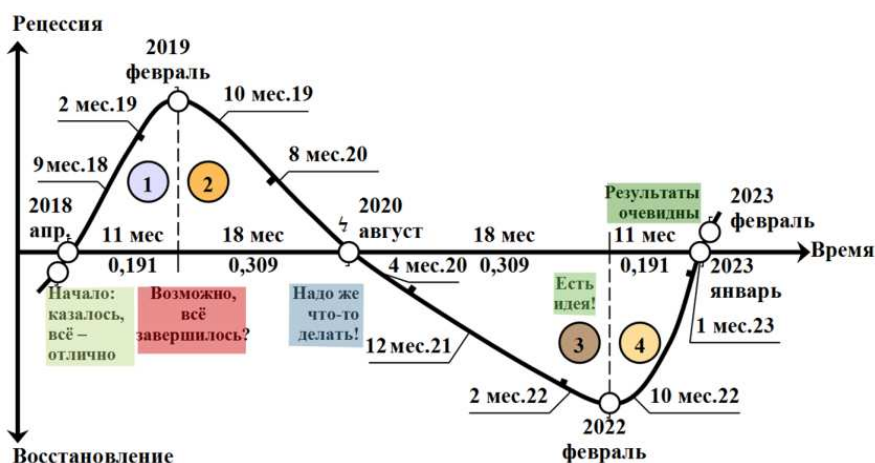 Рецессия
2019
февраль
10 мес.19
2 мес.19
8 мес.20
9 мес.18
1
2
2018
апр.
2020
август
Результаты
очевидны
2023
февраль
11 мес
18 мес
18 мес
11 мес
Время
0,191
0,309
4 мес.20
0,309
0,191
2023
январь
Начало:
казалось,
всё –
отлично
Возможно,
всё
завершилось?
Надо же
что-то
делать!
Есть
идея!
1 мес.23
12 мес.21
3
4
2 мес.22
10 мес.22
2022
февраль
Восстановление